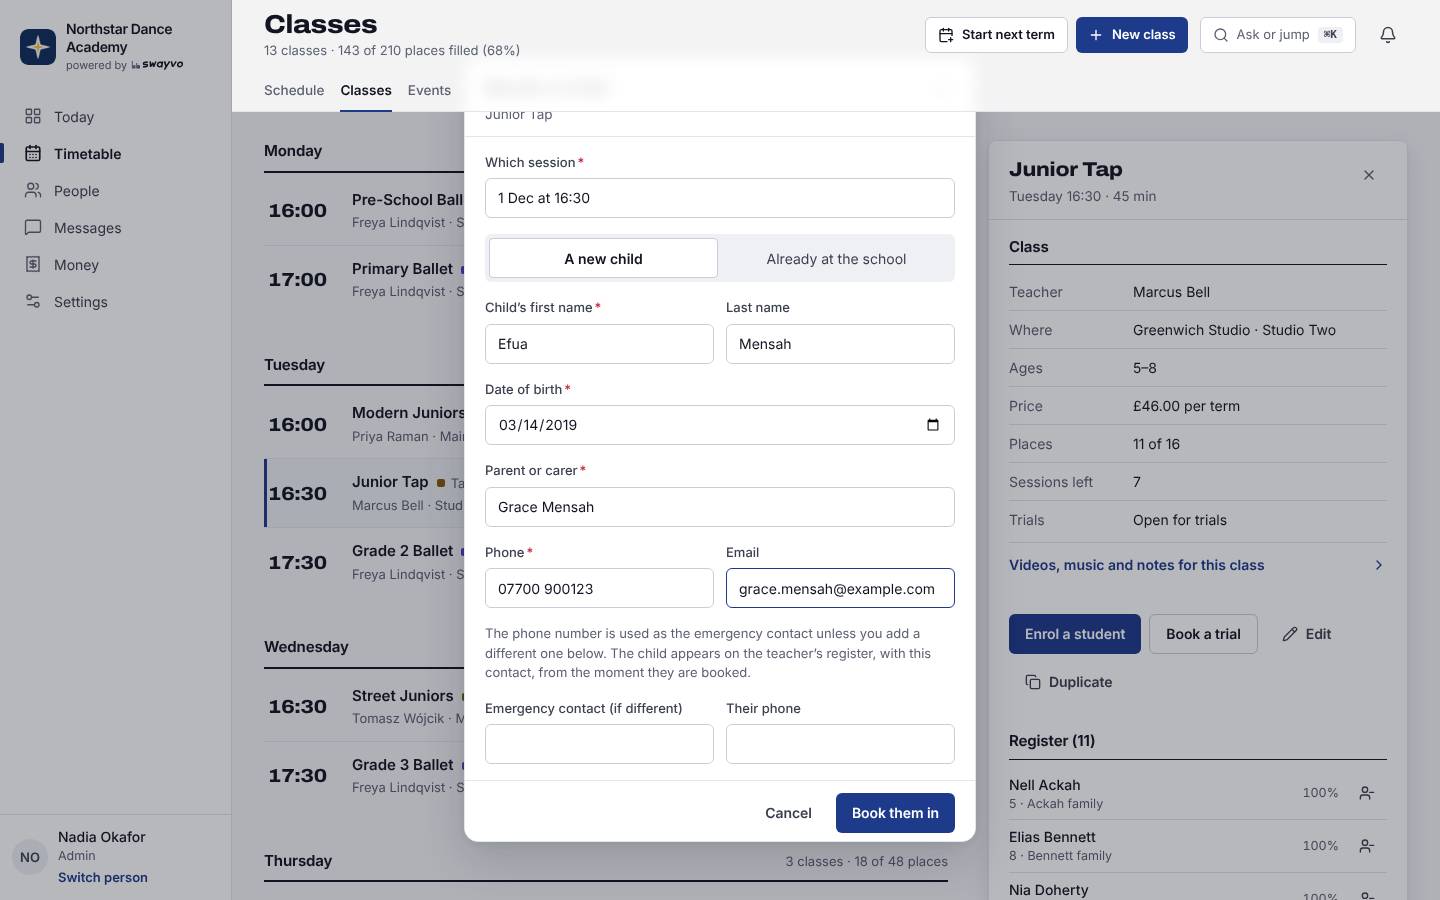 Northstar Dance
Academy
powered by swayvo
Today
Timetable
People
Messages
Money
Settings
NO
Nadia Okafor
Admin
Switch person
Classes
13 classes · 143 of 210 places filled (68%)
Start next term
New class
Ask or jump
⌘K
Schedule
Classes
Events
Monday
16:00
Pre-School Ball
Freya Lindqvist · S
17:00
Primary Ballet
Freya Lindqvist · S
Tuesday
16:00
Modern Juniors
Priya Raman · Mai
16:30
Junior Tap
Ta
Marcus Bell · Stud
17:30
Grade 2 Ballet
Freya Lindqvist · S
Wednesday
16:30
Street Juniors
Tomasz Wójcik · M
17:30
Grade 3 Ballet
Freya Lindqvist · S
Thursday
3 classes · 18 of 48 places
Junior Tap
Which session*
1 Dec at 16:30
A new child
Already at the school
Child’s first name*
Last name
Efua
Mensah
Date of birth*
03/14/2019
Parent or carer*
Grace Mensah
Phone*
Email
07700 900123
grace.mensah@example.com
The phone number is used as the emergency contact unless you add a
different one below. The child appears on the teacher’s register, with this
contact, from the moment they are booked.
Emergency contact (if different)
Their phone
Cancel
Book them in
Junior Tap
Tuesday 16:30 · 45 min
Class
Teacher
Marcus Bell
Where
Greenwich Studio · Studio Two
Ages
5–8
Price
£46.00 per term
Places
11 of 16
Sessions left
7
Trials
Open for trials
Videos, music and notes for this class
Enrol a student
Book a trial
Edit
Duplicate
Register (11)
Nell Ackah
100%
5 · Ackah family
Elias Bennett
100%
8 · Bennett family
Nia Doherty
100%